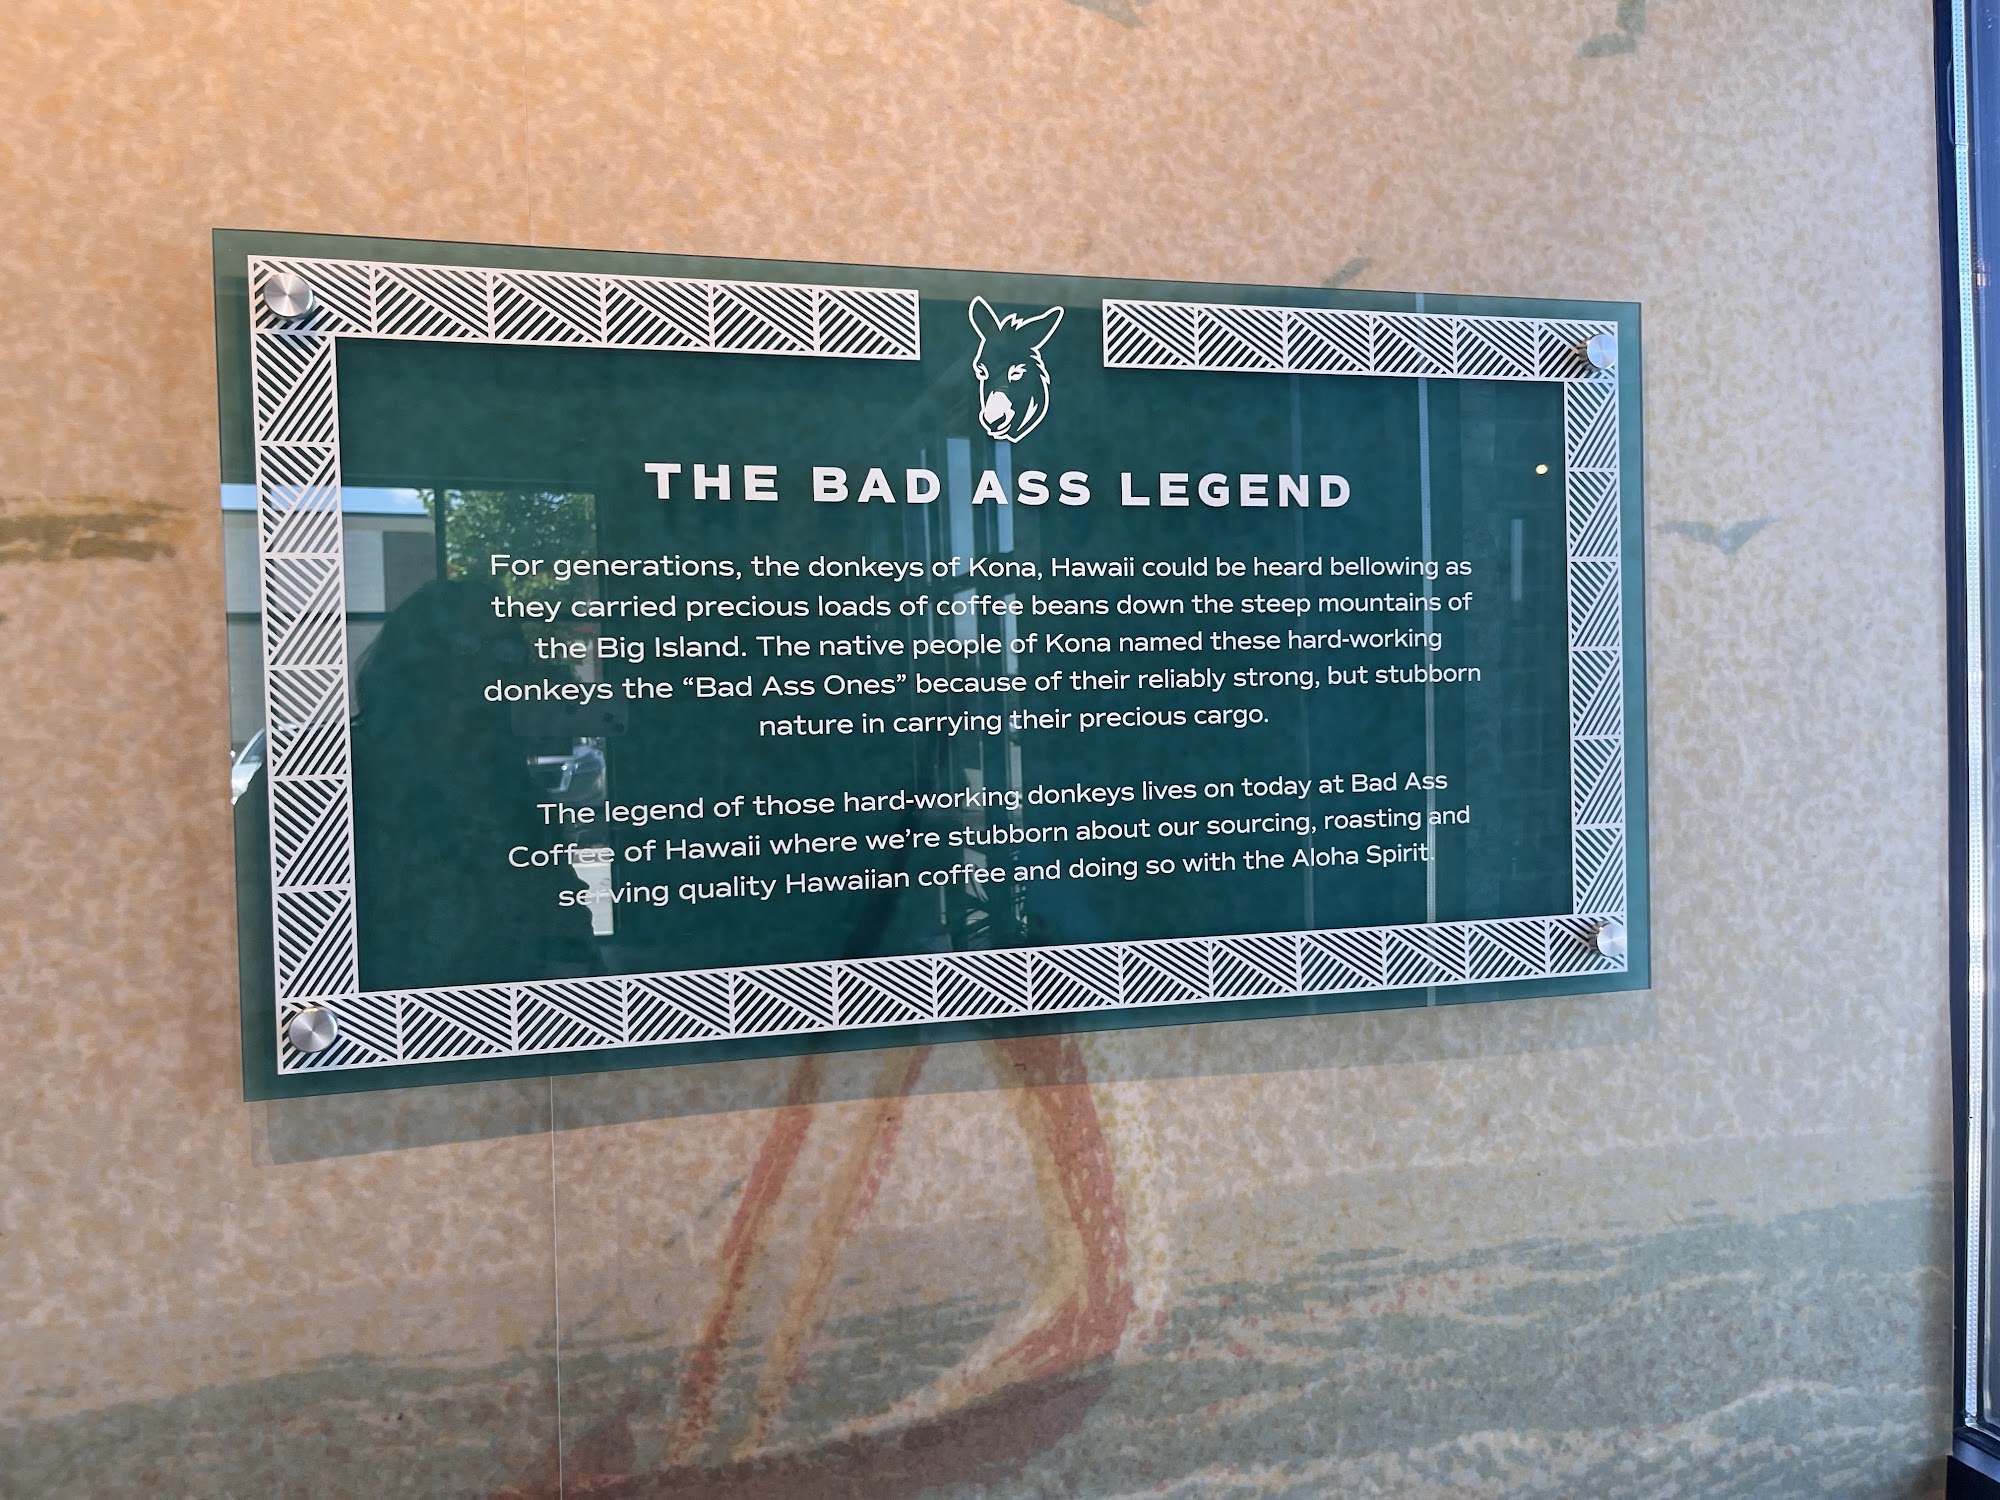 THE BAD ASS LEGEND
For generations, the donkeys of Kona, Hawaii could be heard bellowing as
they carried precious loads of coffee beans down the steep mountains of
the Big Island. The native people of Kona named these hard-working
donkeys the “Bad Ass Ones” because of their reliably strong, but stubborn
nature in carrying their precious cargo.
The legend of those hard-working donkeys lives on today at Bad Ass
Coffee of Hawaii where we’re stubborn about our sourcing, roasting and
serving quality Hawaiian coffee and doing so with the Aloha Spirit.